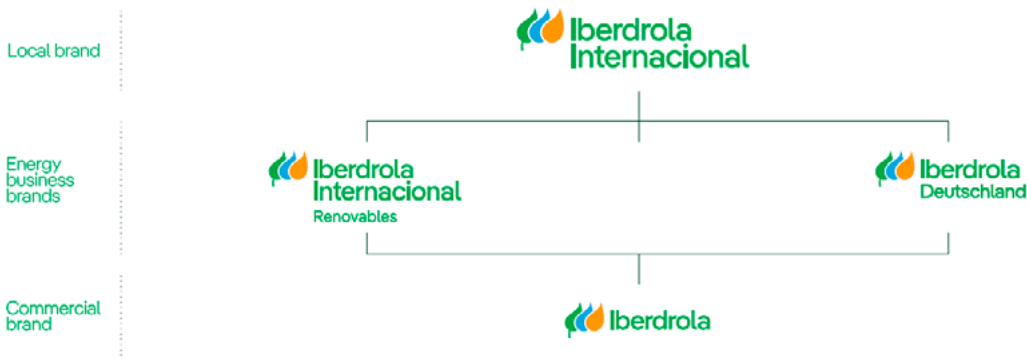 Local brand
Iberdrola
Internacional
Energy
business
brands
Iberdrola
Internacional
Renovables
Iberdrola
Deutschland
Commercial
brand
Iberdrola